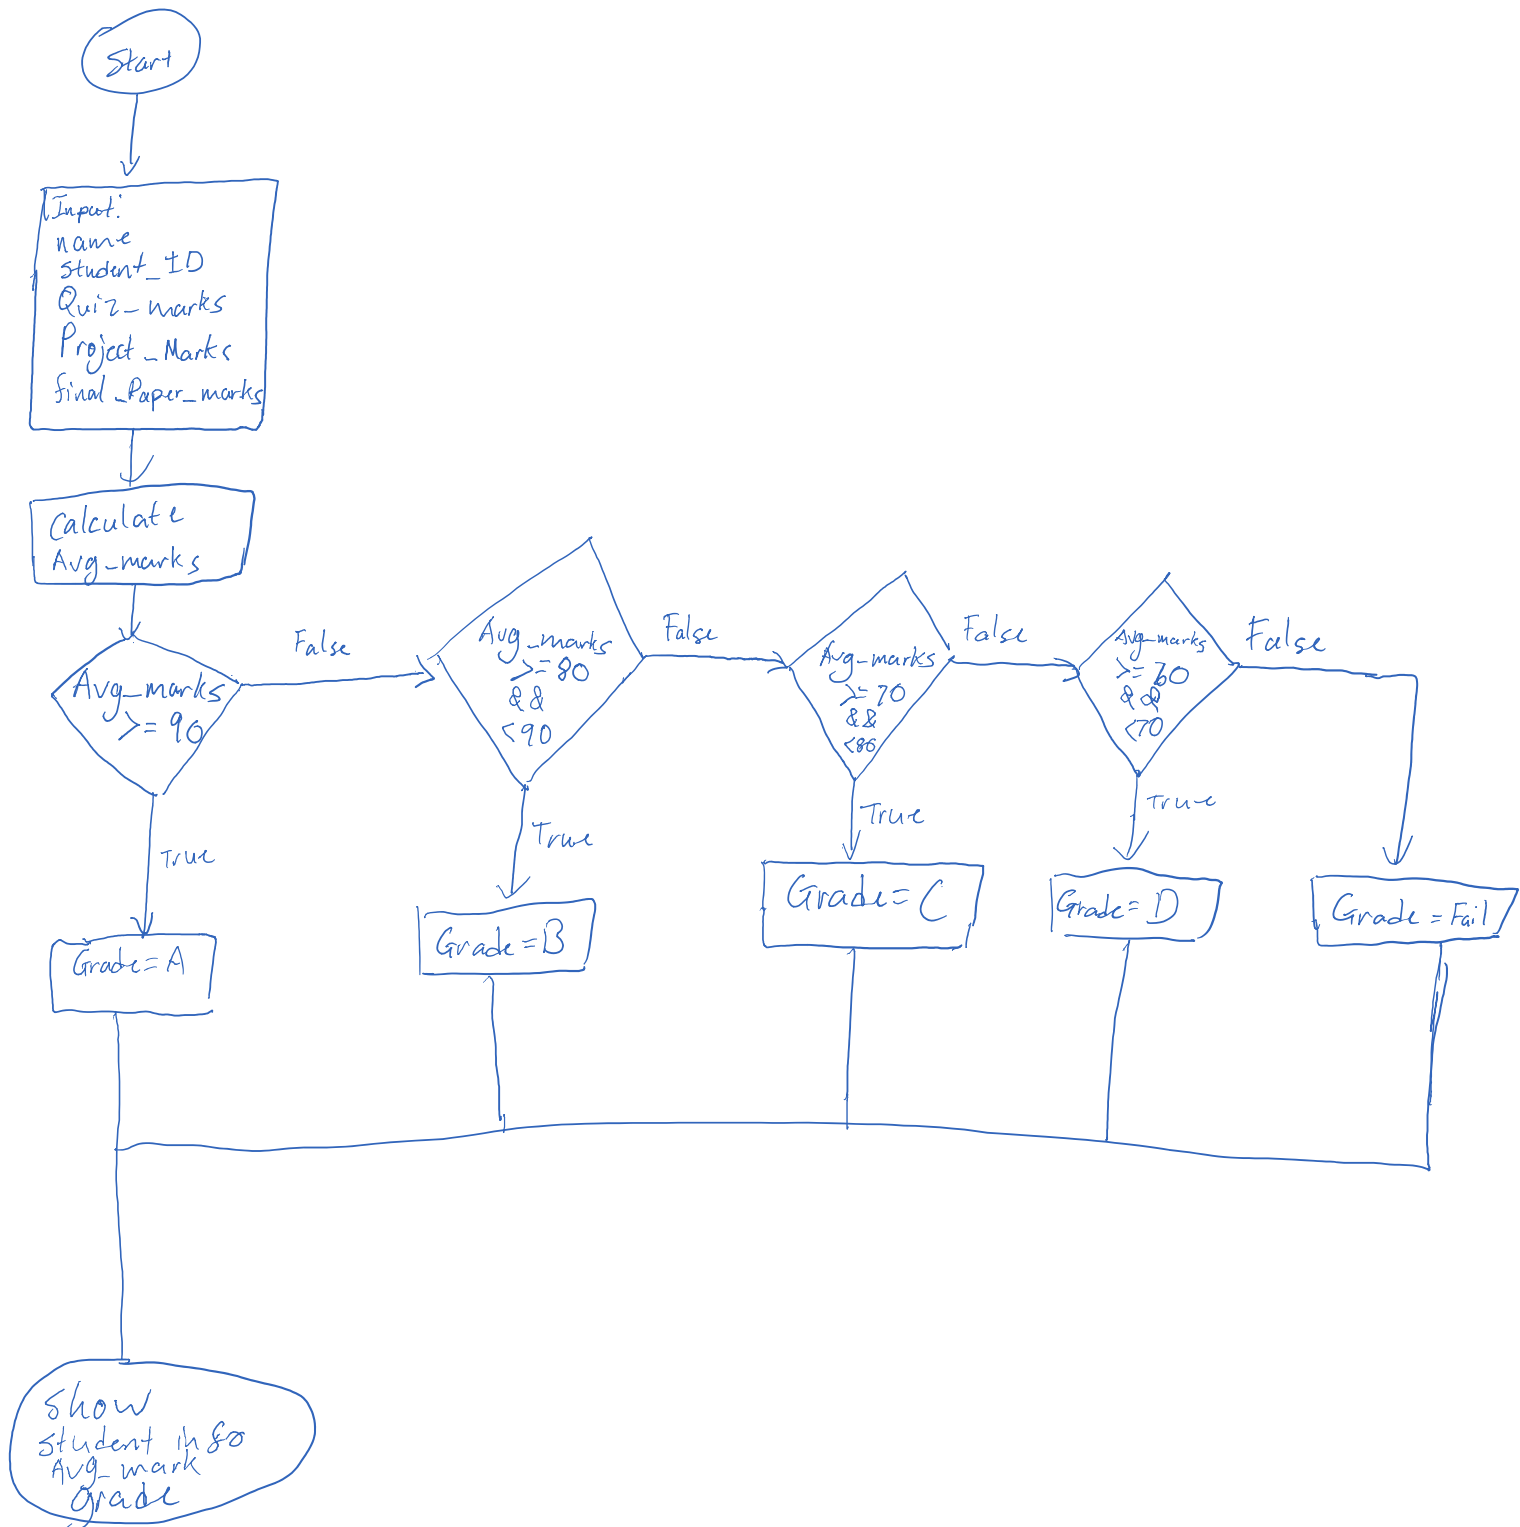 Start
Input:
name
Student_ID
Quiz_marks
Project_Marks
final_Paper_marks
Calculate
Avg_marks
Avg_marks
>= 90
False
True
Grade=A
Avg_marks
>=80
&&
<90
False
True
Grade=B
Avg_marks
>=70
&&
<80
False
True
Grade=C
Avg_marks
>=60
&&
<70
False
True
Grade=D
Grade=Fail
Show
Student info
Avg_mark
grade